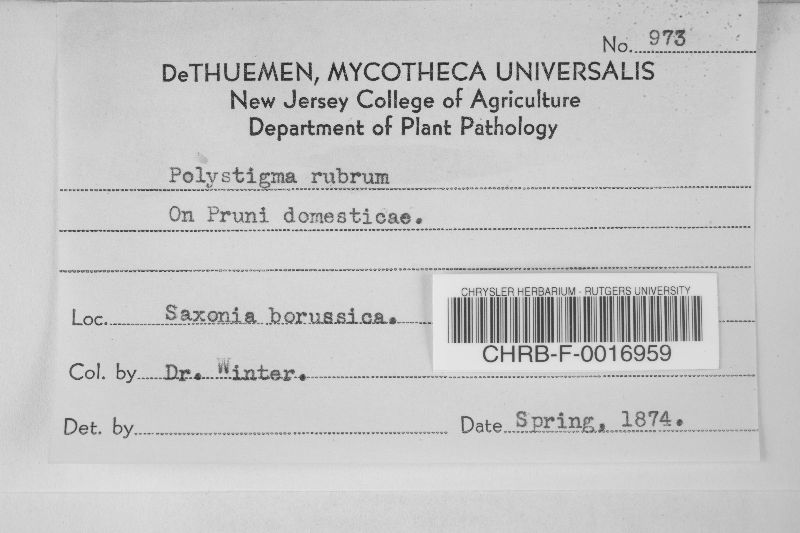 No. 973
DeTHUEMEN, MYCOTHECA UNIVERSALIS
New Jersey College of Agriculture
Department of Plant Pathology
Polystigma rubrum
On Pruni domesticae.
Loc. Saxonia borussica.
CHRYSLER HERBARIUM - RUTGERS UNIVERSITY
CHRB-F-0016959
Col. by Dr. Winter.
Det. by
Date Spring, 1874.